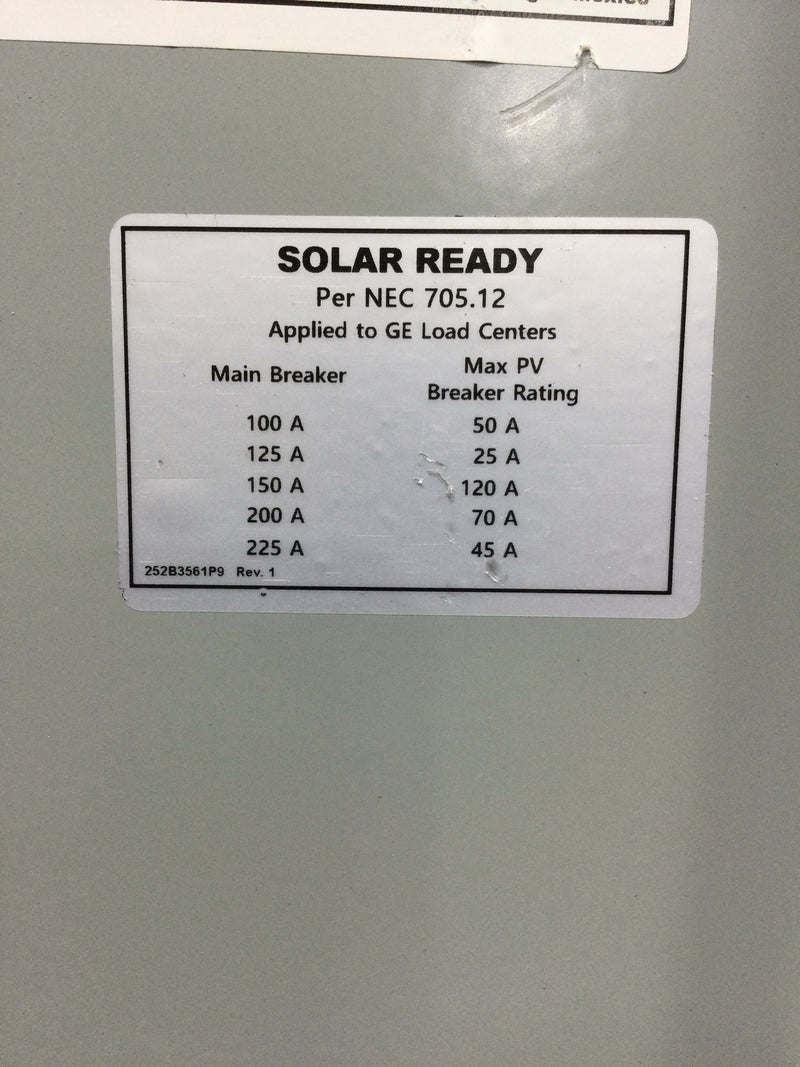 SOLAR READY
Per NEC 705.12
Applied to GE Load Centers
Main Breaker Max PV Breaker Rating
100 A 50 A
125 A 25 A
150 A 120 A
200 A 70 A
225 A 45 A
252B3561P9 Rev. 1